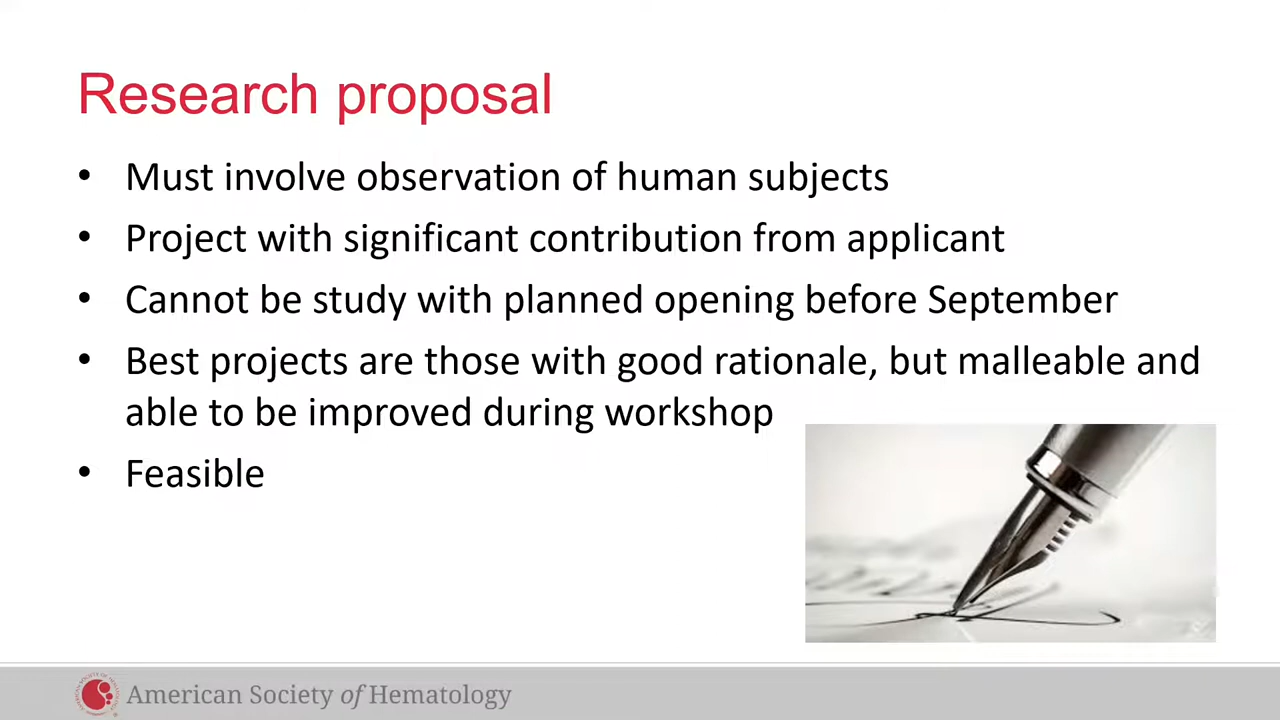 Research proposal
• Must involve observation of human subjects
• Project with significant contribution from applicant
• Cannot be study with planned opening before September
• Best projects are those with good rationale, but malleable and
able to be improved during workshop
• Feasible
American Society of Hematology